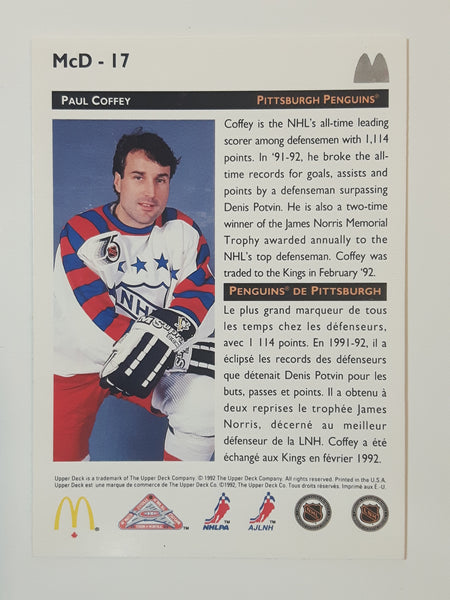 McD - 17
PAUL COFFEY
PITTSBURGH PENGUINS®
Coffey is the NHL's all-time leading
scorer among defensemen with 1,114
points. In '91-92, he broke the all-
time records for goals, assists and
points by a defenseman surpassing
Denis Potvin. He is also a two-time
winner of the James Norris Memorial
Trophy awarded annually to the
NHL's top defenseman. Coffey was
traded to the Kings in February '92.
PENGUINS® DE PITTSBURGH
Le plus grand marqueur de tous
les temps chez les défenseurs,
avec 1 114 points. En 1991-92, il a
éclipsé les records des défenseurs
que détenait Denis Potvin pour les
buts, passes et points. Il a obtenu à
deux reprises le trophée James
Norris, décerné au meilleur
défenseur de la LNH. Coffey a été
échangé aux Kings en février 1992.
75
NHL
Upper Deck is a trademark of The Upper Deck Company. © 1992 The Upper Deck Company. All rights reserved. Printed in the U.S.A.
Upper Deck est une marque de commerce de The Upper Deck Co. ©1992, The Upper Deck Co. Tous droits réservés. Imprimé aux É.-U.
®
NHLPA
TM
AJLNH
TM